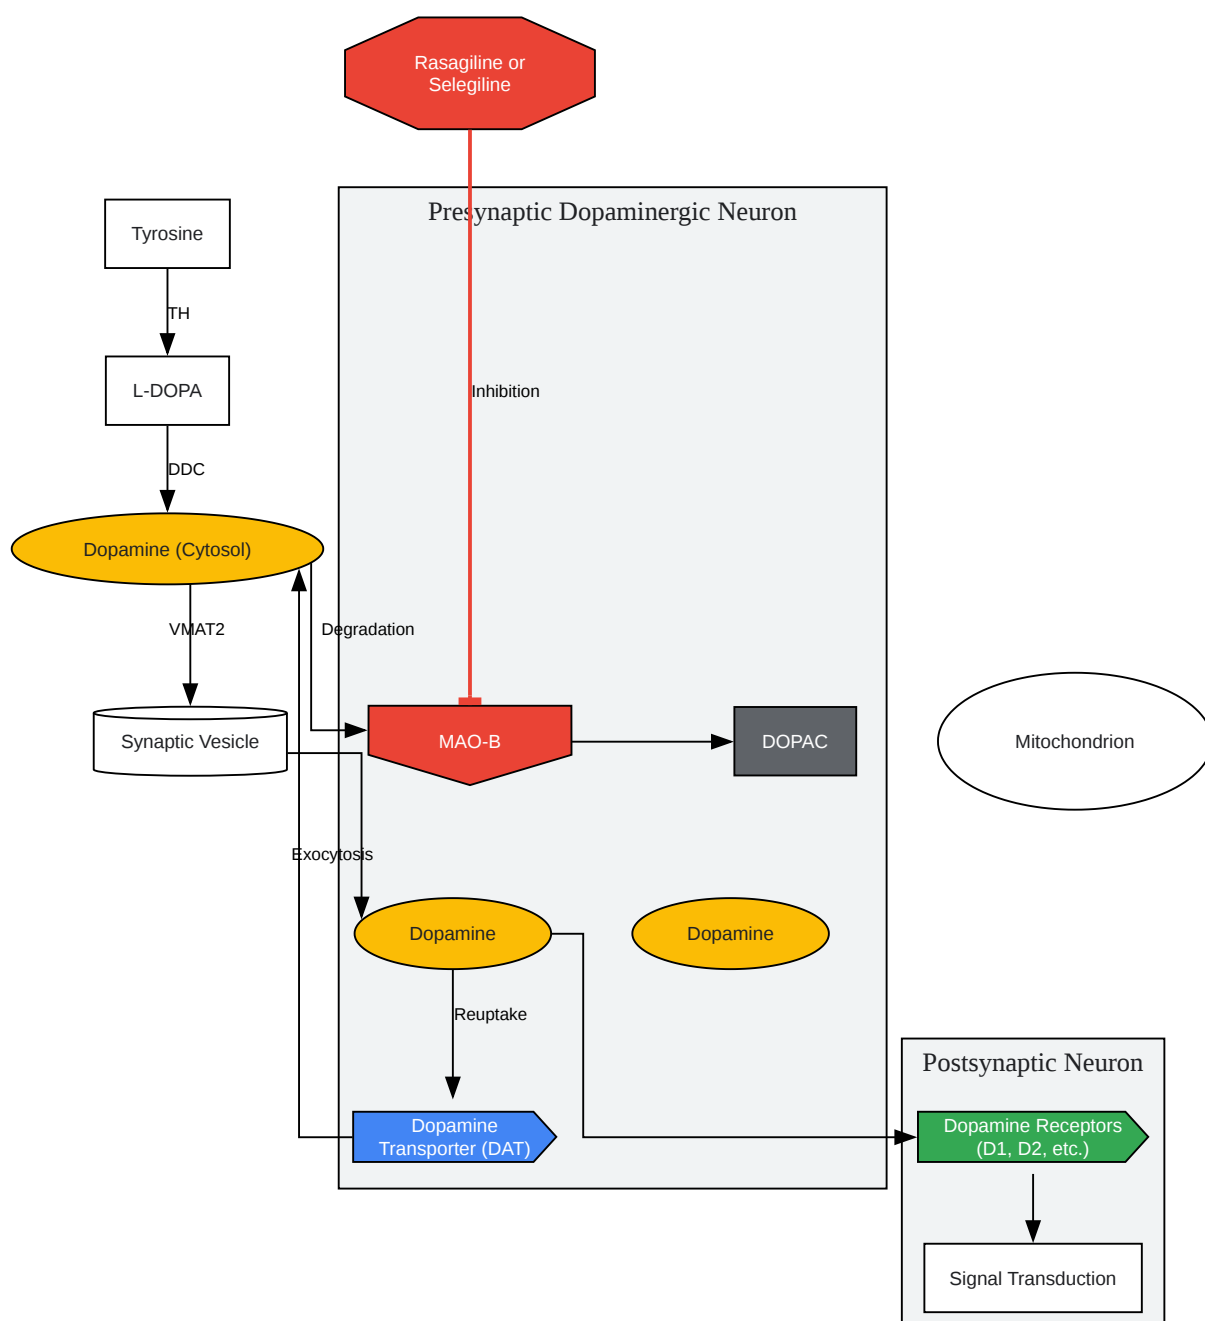 Rasagiline or
Selegiline
Presynaptic Dopaminergic Neuron
Tyrosine
TH
L-DOPA
Inhibition
DDC
Dopamine (Cytosol)
VMAT2
Degradation
Synaptic Vesicle
MAO-B
DOPAC
Mitochondrion
Exocytosis
Dopamine
Dopamine
Reuptake
Postsynaptic Neuron
Dopamine
Transporter (DAT)
Dopamine Receptors
(D1, D2, etc.)
Signal Transduction